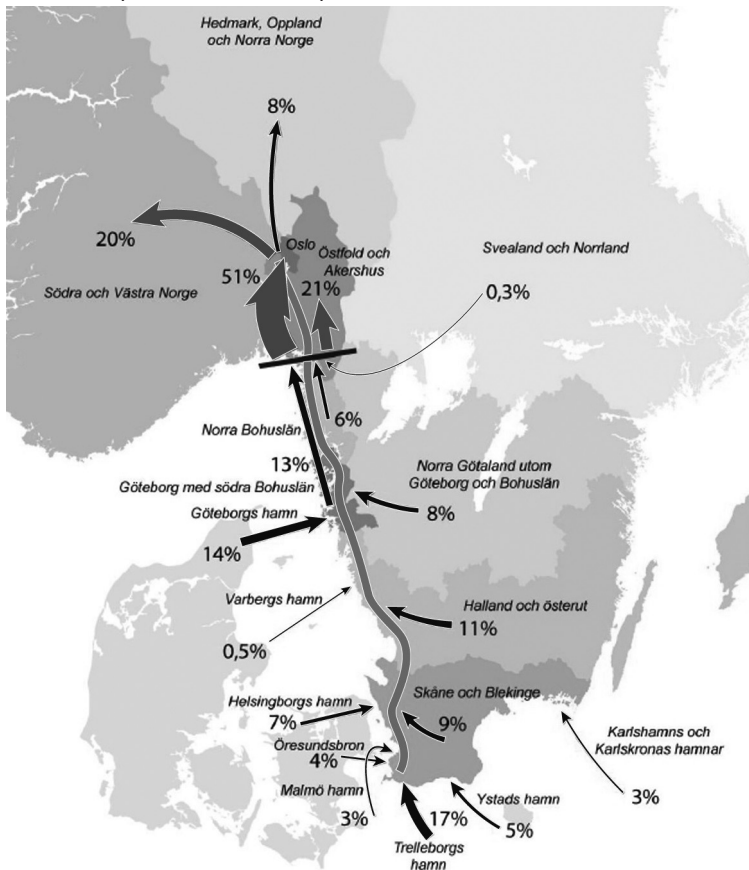 Hedmark, Oppland
och Norra Norge
8%
20%
Oslo
Östfold och
Akershus
51%
21%
Södra och Västra Norge
Svealand och Norrland
0,3%
6%
Norra Bohuslän
13%
Norra Götaland utom
Göteborg och Bohuslän
Göteborg med södra Bohuslän
8%
Göteborgs hamn
14%
Varbergs hamn
Halland och österut
11%
0,5%
Skåne och Blekinge
Helsingborgs hamn
7%
9%
Öresundsbron
4%
Karlshamns och
Karlskronas hamnar
Malmö hamn
3%
Ystads hamn
3%
17%
5%
Trelleborgs
hamn